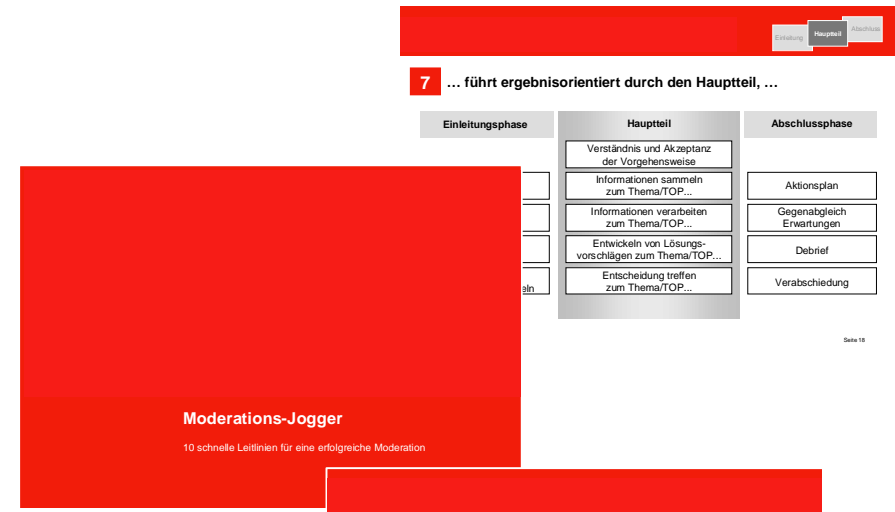 Einleitung
Hauptteil
Abschluss
7 … führt ergebnisorientiert durch den Hauptteil, …
Einleitungsphase
Hauptteil
Verständnis und Akzeptanz
der Vorgehensweise
Informationen sammeln
zum Thema/TOP...
Informationen verarbeiten
zum Thema/TOP...
Entwickeln von Lösungs-
vorschlägen zum Thema/TOP...
Entscheidung treffen
zum Thema/TOP...
Abschlussphase
Aktionsplan
Gegenabgleich
Erwartungen
Debrief
Verabschiedung
Seite 18
Moderations-Jogger
10 schnelle Leitlinien für eine erfolgreiche Moderation